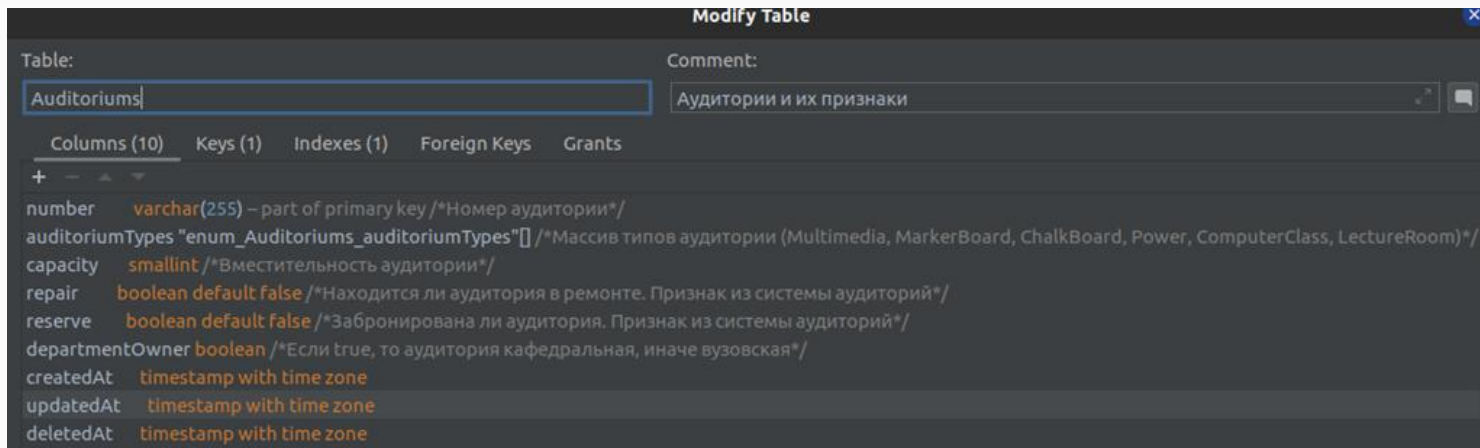 Modify Table
Table:
Comment:
Auditoriums
Аудитории и их признаки
Columns (10) Keys (1) Indexes (1) Foreign Keys Grants
number varchar(255) – part of primary key /*Номер аудитории*/
auditoriumTypes "enum_Auditoriums_auditoriumTypes"[] /*Массив типов аудитории (Multimedia, MarkerBoard, ChalkBoard, Power, ComputerClass, LectureRoom)*/
capacity smallint /*Вместительность аудитории*/
repair boolean default false /*Находится ли аудитория в ремонте. Признак из системы аудиторий*/
reserve boolean default false /*Забронирована ли аудитория. Признак из системы аудиторий*/
departmentOwner boolean /*Если true, то аудитория кафедральная, иначе вузовская*/
createdAt timestamp with time zone
updatedAt timestamp with time zone
deletedAt timestamp with time zone